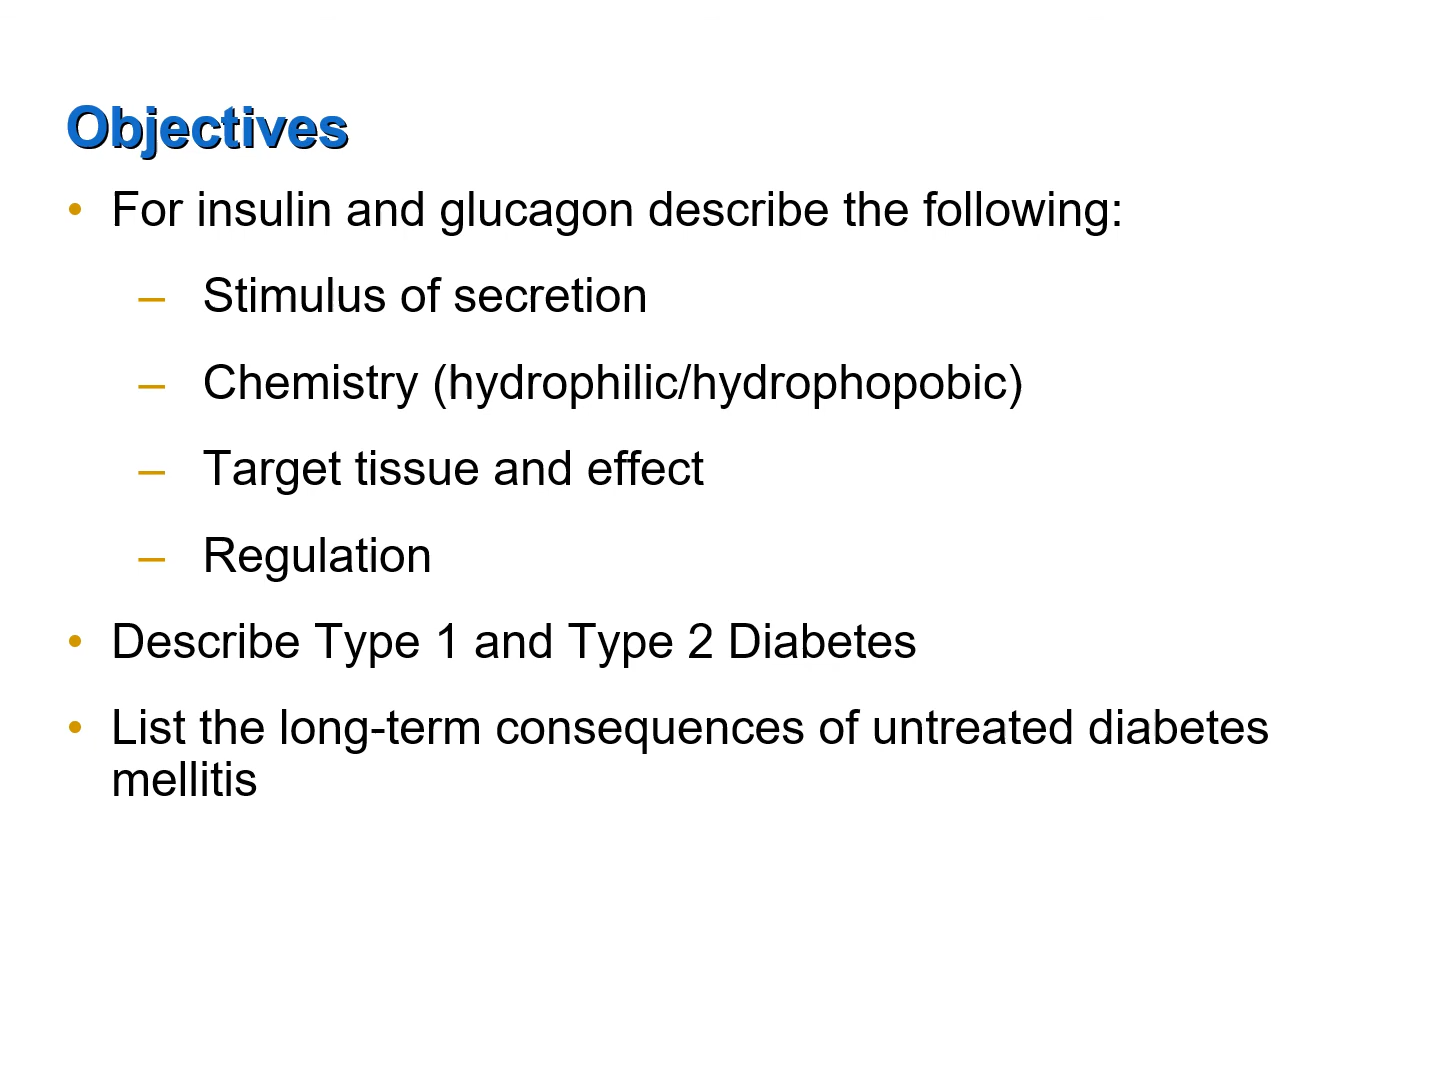 Objectives
• For insulin and glucagon describe the following:
– Stimulus of secretion
– Chemistry (hydrophilic/hydrophopobic)
– Target tissue and effect
– Regulation
• Describe Type 1 and Type 2 Diabetes
• List the long-term consequences of untreated diabetes
mellitis